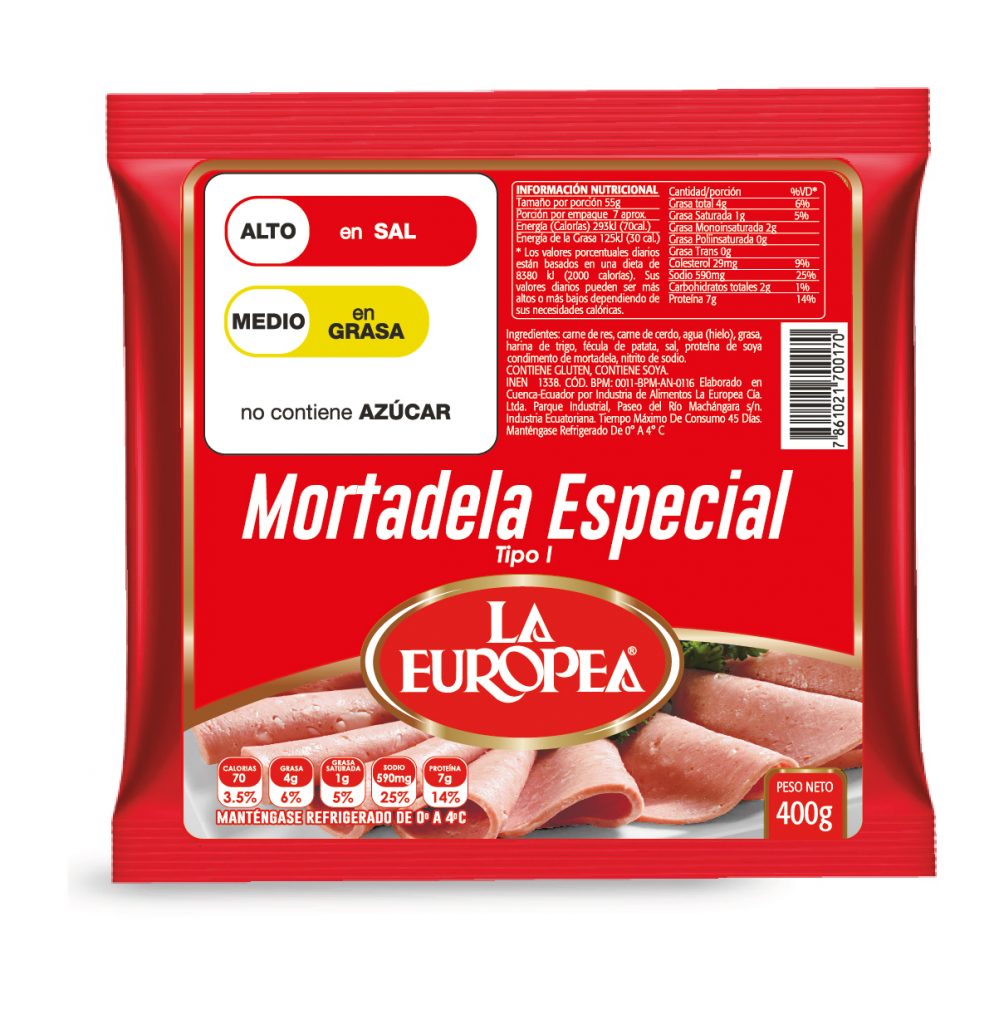 ALTO en SAL
MEDIO en GRASA
no contiene AZÚCAR
INFORMACIÓN NUTRICIONAL
Tamaño por porción 55g
Porción por empaque 7 aprox.
Energía (Calorías) 293kJ (70cal.)
Energía de la Grasa 125kJ (30 cal.)
* Los valores porcentuales diarios
están basados en una dieta de
8380 kJ (2000 calorías). Sus
valores diarios pueden ser más
altos o más bajos dependiendo de
sus necesidades calóricas.
Cantidad/porción %VD*
Grasa total 4g 6%
Grasa Saturada 1g 5%
Grasa Monoinsaturada 2g
Grasa Poliinsaturada 0g
Grasa Trans 0g
Colesterol 29mg 9%
Sodio 590mg 25%
Carbohidratos totales 2g 1%
Proteína 7g 14%
Ingredientes: carne de res, carne de cerdo, agua (hielo), grasa,
harina de trigo, fécula de patata, sal, proteína de soya
condimento de mortadela, nitrito de sodio.
CONTIENE GLUTEN, CONTIENE SOYA.
INEN 1338. CÓD. BPM: 0011-BPM-AN-0116 Elaborado en
Cuenca-Ecuador por Industria de Alimentos La Europea Cía.
Ltda. Parque Industrial, Paseo del Río Machángara s/n.
Industria Ecuatoriana. Tiempo Máximo De Consumo 45 Días.
Manténgase Refrigerado De 0° A 4° C
7 861021 700170
Mortadela Especial
Tipo I
LA
EUROPEA®
CALORIAS 70 3.5%
GRASA 4g 6%
GRASA SATURADA 1g 5%
SODIO 590mg 25%
PROTEÍNA 7g 14%
MANTÉNGASE REFRIGERADO DE 0º A 4ºC
PESO NETO
400g